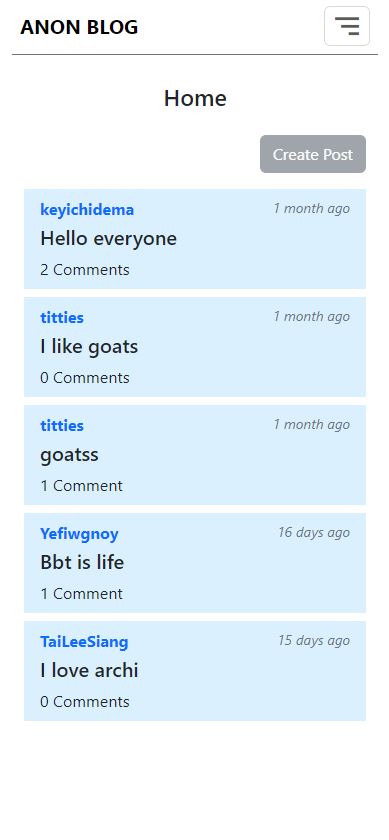 ANON BLOG
Home
Create Post
keyichidema 1 month ago
Hello everyone
2 Comments
titties 1 month ago
I like goats
0 Comments
titties 1 month ago
goatss
1 Comment
Yefiwgnoy 16 days ago
Bbt is life
1 Comment
TaiLeeSiang 15 days ago
I love archi
0 Comments